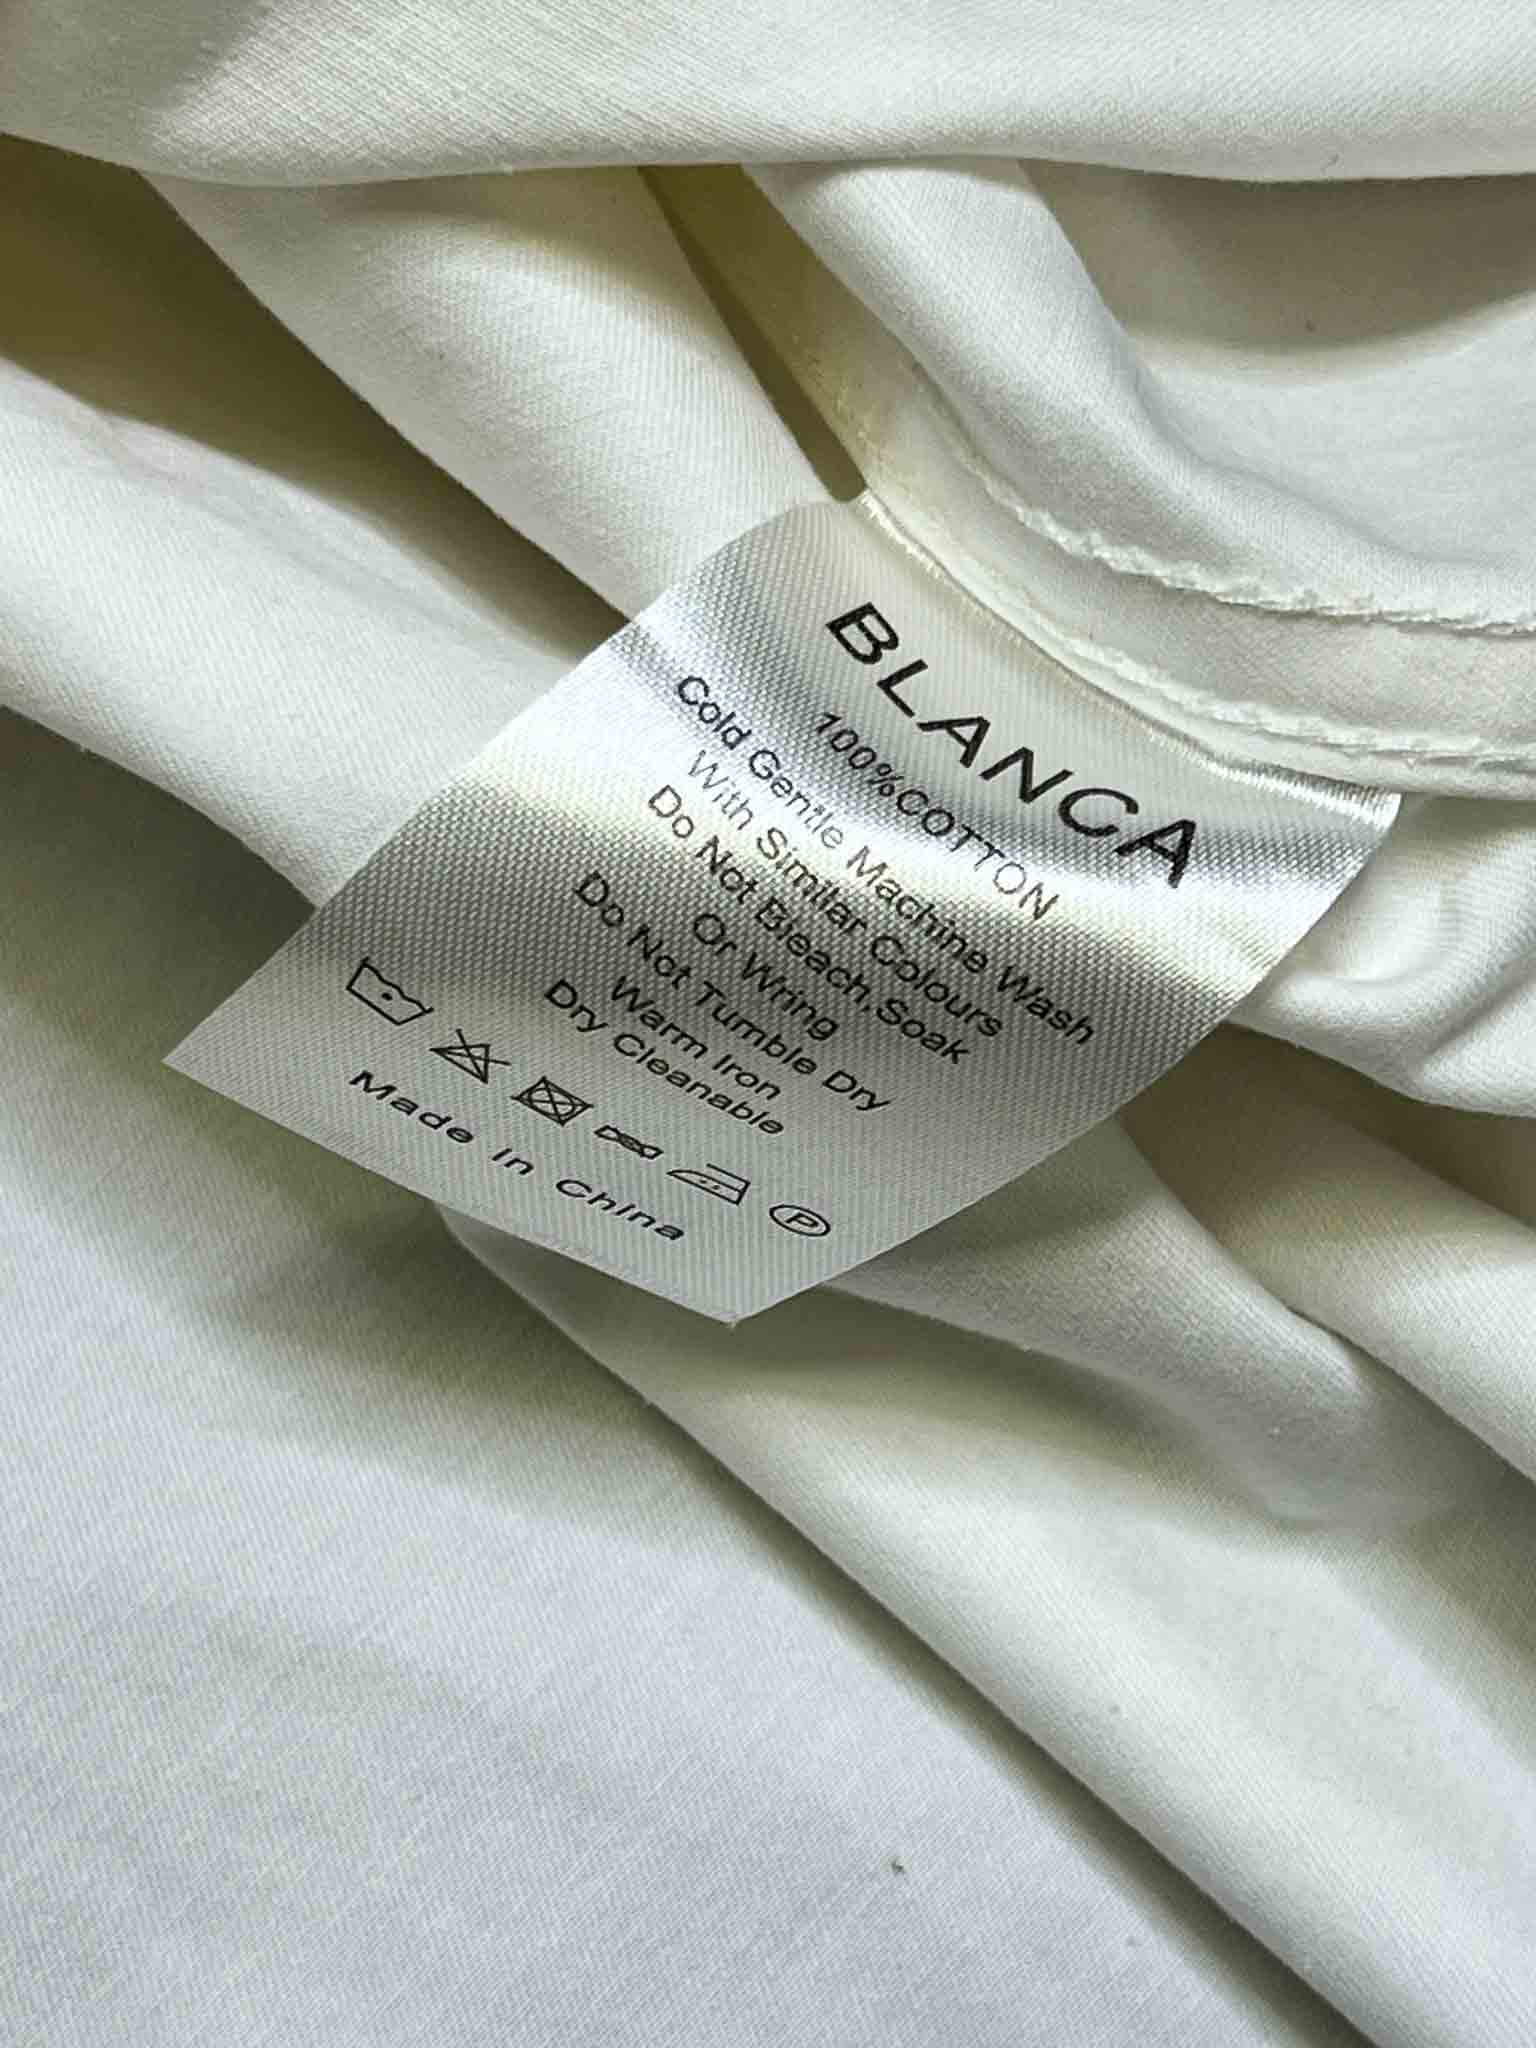 BLANCA
100%COTTON
Cold Gentle Machine Wash
With Similar Colours
Do Not Bleach,Soak
Or Wring
Do Not Tumble Dry
Warm Iron
Dry Cleanable
P
Made in China